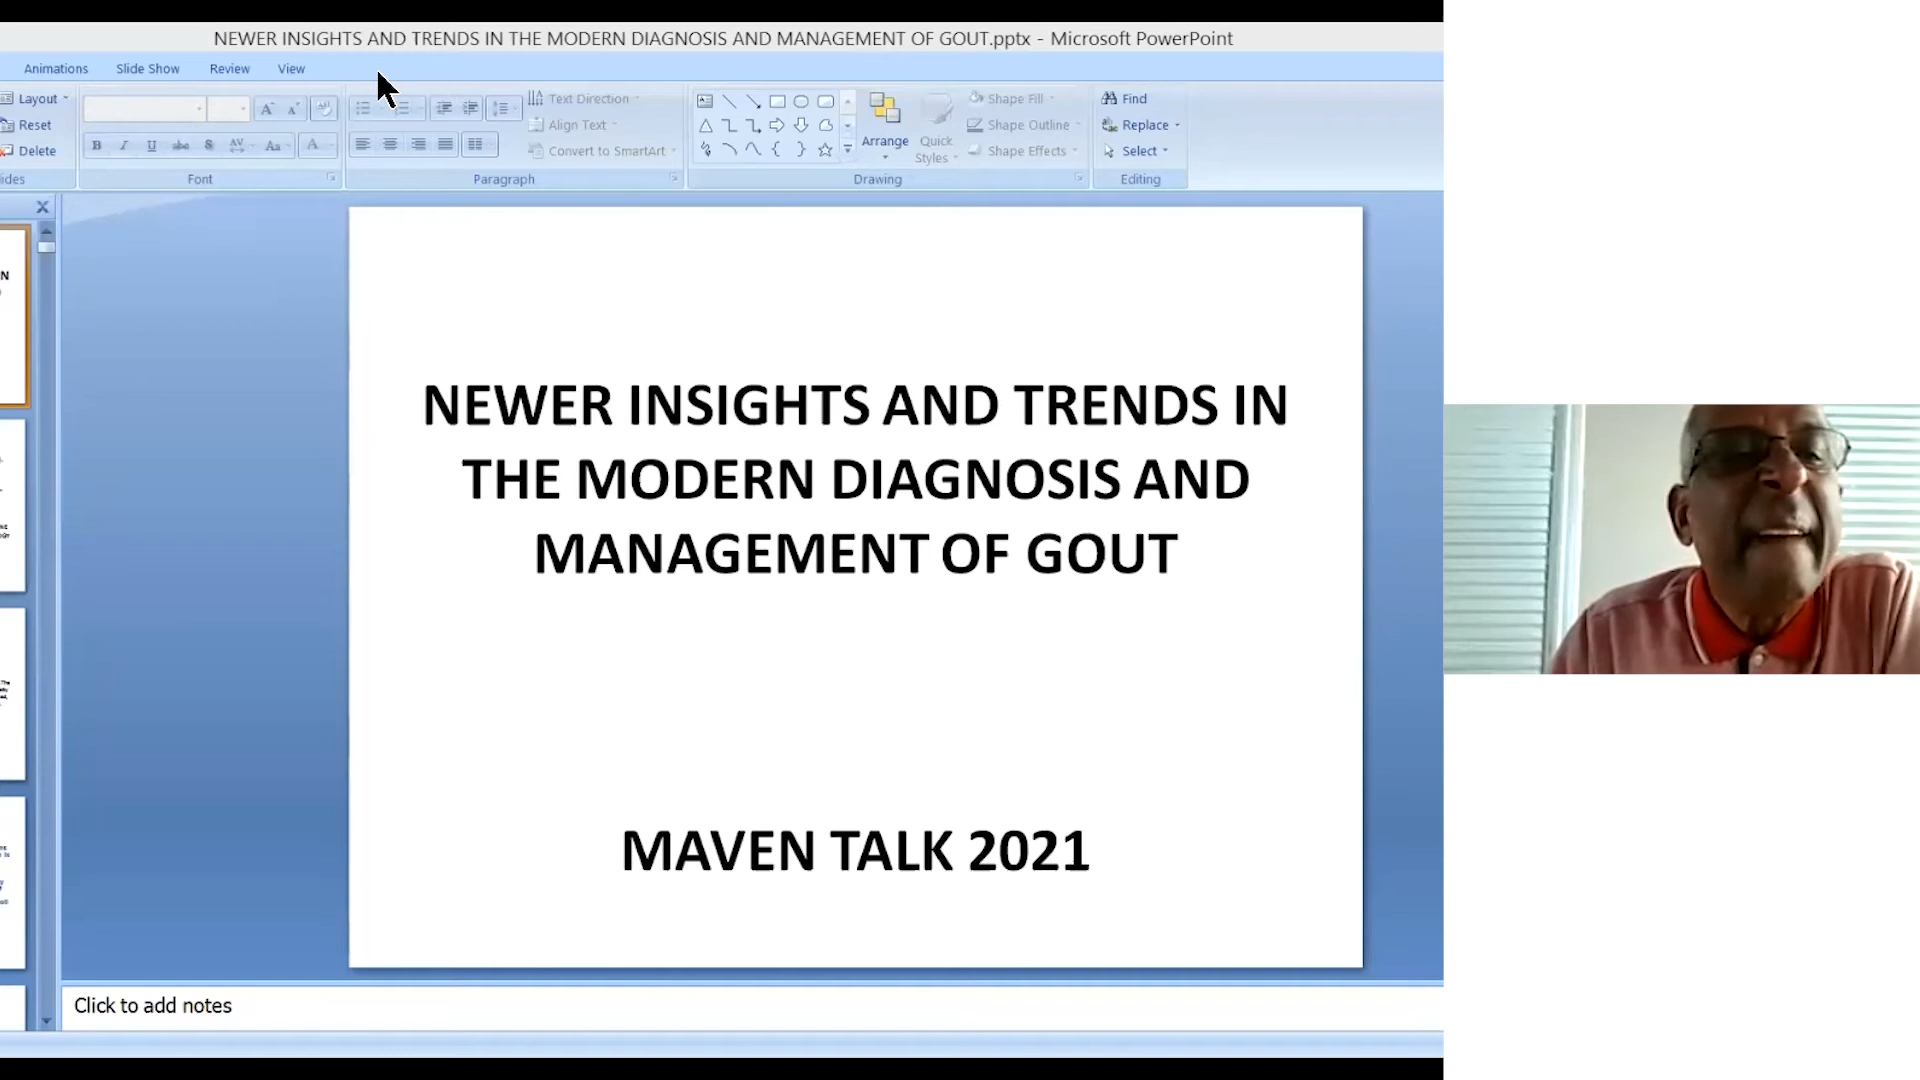 NEWER INSIGHTS AND TRENDS IN THE MODERN DIAGNOSIS AND MANAGEMENT OF GOUT.pptx - Microsoft PowerPoint
Animations Slide Show Review View
Layout
Reset
Delete
Text Direction
Align Text
Convert to SmartArt
Arrange
Quick
Styles
Shape Fill
Shape Outline
Shape Effects
Find
Replace
Select
ides Font Paragraph Drawing Editing
NEWER INSIGHTS AND TRENDS IN
THE MODERN DIAGNOSIS AND
MANAGEMENT OF GOUT
MAVEN TALK 2021
Click to add notes